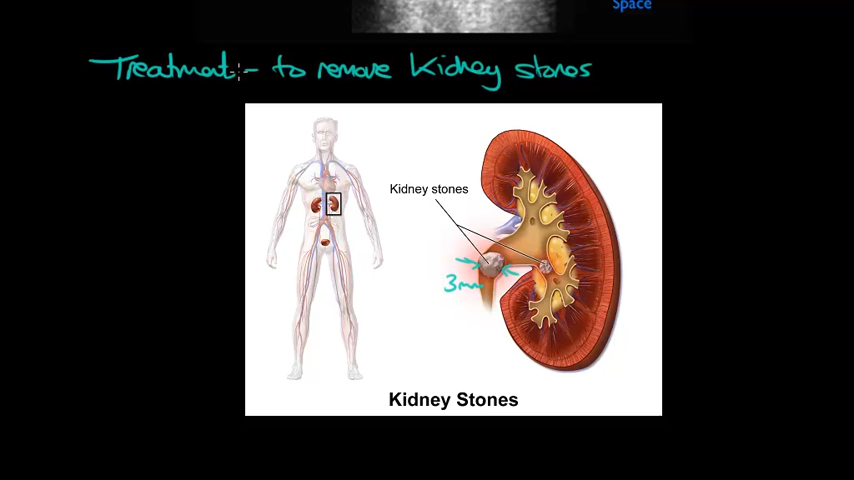 Space
Treatment - to remove Kidney stones
Kidney stones
3mm
Kidney Stones